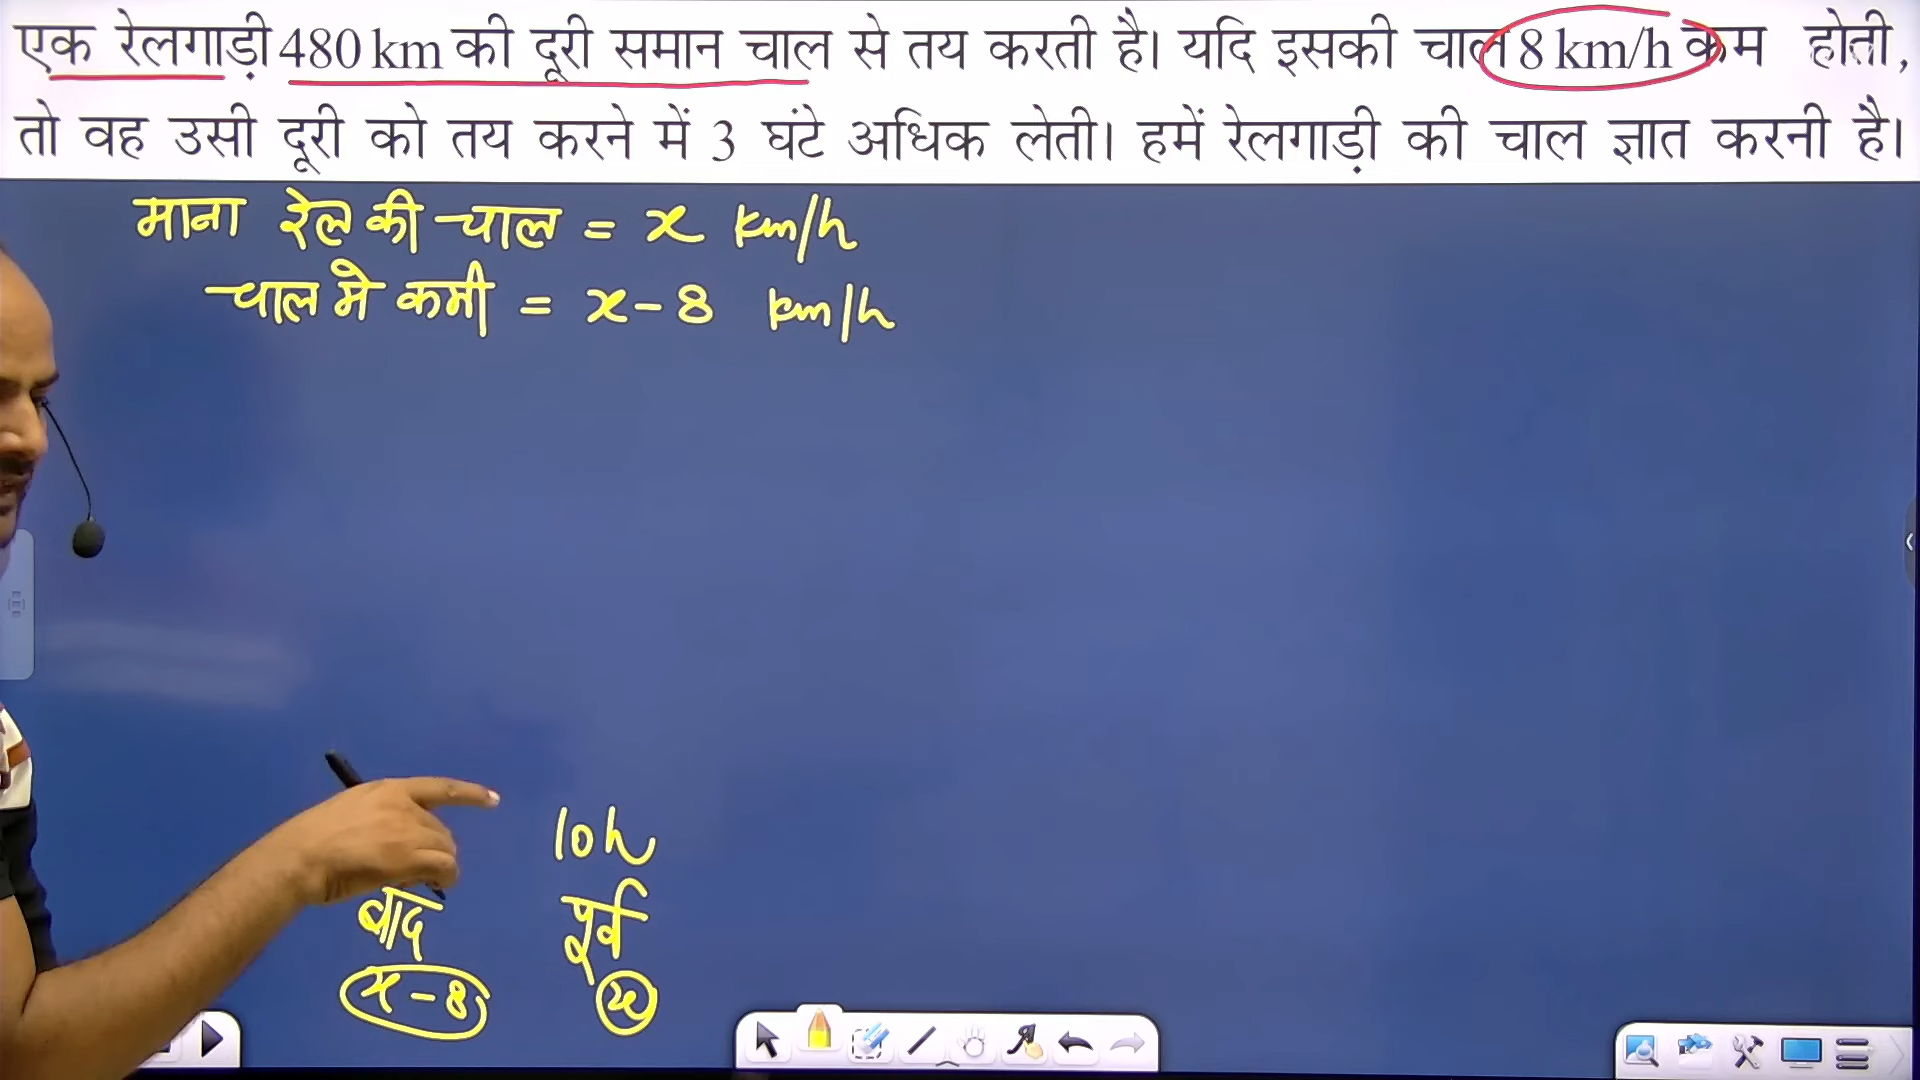 एक रेलगाड़ी 480 km की दूरी समान चाल से तय करती है। यदि इसकी चाल 8 km/h कम होती,
तो वह उसी दूरी को तय करने में 3 घंटे अधिक लेती। हमें रेलगाड़ी की चाल ज्ञात करनी है।
माना रेल की चाल = x km/h
चाल मे कमी = x - 8 km/h
10h
बाद पूर्व
x - 8 x